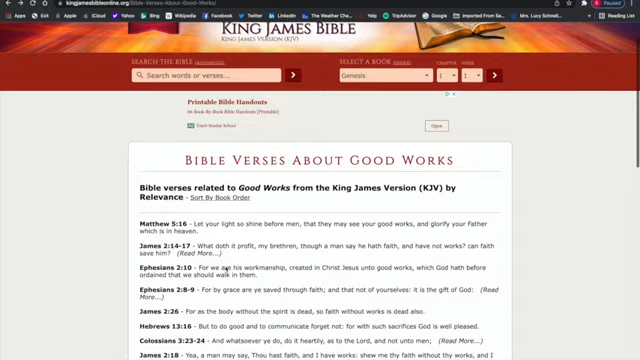 kingjamesbibleonline.org/Bible-Verses-About-Good-Works/
Paused
Apps
Apple
iCloud
Yahoo
Bing
Google
Twitter
LinkedIn
The Weather Chan...
Yelp
TripAdvisor
Google
Imported From Sa...
Mrs. Lucy Schnell...
KING JAMES BIBLE
KING JAMES VERSION (KJV)
SEARCH THE BIBLE
Search words or verses...
SELECT A BOOK
CHAPTER
VERSE
Genesis
1
1
Printable Bible Handouts
66 Book-By-Book Bible Handouts [Printable]
Ad
Teach Sunday School
Open
BIBLE VERSES ABOUT GOOD WORKS
Bible verses related to Good Works from the King James Version (KJV) by
Relevance - Sort By Book Order
Matthew 5:16 - Let your light so shine before men, that they may see your good works, and glorify your Father
which is in heaven.
James 2:14-17 - What doth it profit, my brethren, though a man say he hath faith, and have not works? can faith
save him? (Read More...)
Ephesians 2:10 - For we are his workmanship, created in Christ Jesus unto good works, which God hath before
ordained that we should walk in them.
Ephesians 2:8-9 - For by grace are ye saved through faith; and that not of yourselves: it is the gift of God: (Read
More...)
James 2:26 - For as the body without the spirit is dead, so faith without works is dead also.
Hebrews 13:16 - But to do good and to communicate forget not: for with such sacrifices God is well pleased.
Colossians 3:23-24 - And whatsoever ye do, do it heartily, as to the Lord, and not unto men; (Read More...)
James 2:18 - Yea, a man may say, Thou hast faith, and I have works: shew me thy faith without thy works, and I